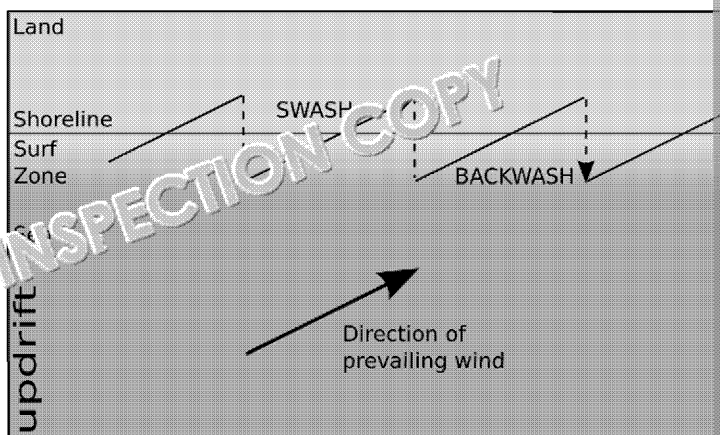 Land
SWASH
Shoreline
Surf
Zone
BACKWASH
INSPECTION COPY
Direction of
prevailing wind
updrift